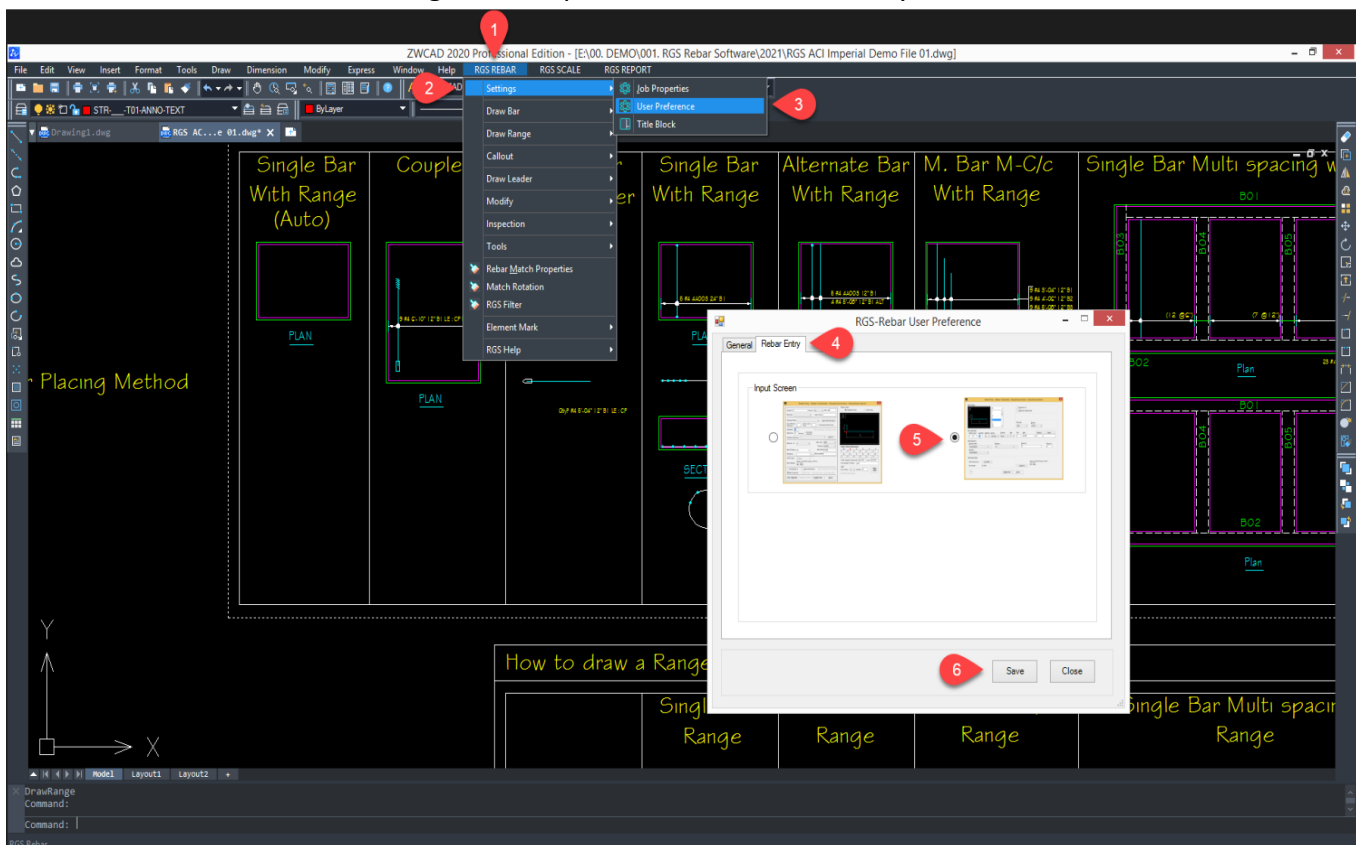 1
ZWCAD 2020 Professional Edition - [E:\00. DEMO\001. RGS Rebar Software\2021\RGS ACI Imperial Demo File 01.dwg]
File Edit View Insert Format Tools Draw Dimension Modify Express Window Help RGS REBAR RGS SCALE RGS REPORT
2
Settings
Job Properties
User Preference
3
Title Block
STR-__-T01-ANNO-TEXT
ByLayer
Drawing1.dwg
RGS AC...e 01.dwg*
Draw Bar
Draw Range
Callout
Draw Leader
Modify
Inspection
Tools
Rebar Match Properties
Match Rotation
RGS Filter
Element Mark
RGS Help
Single Bar
With Range
(Auto)
PLAN
Couple
PLAN
Single Bar
With Range
Alternate Bar
With Range
M. Bar M-C/c
With Range
Single Bar Multi spacing w
B01
B03
B04
B05
B02
Plan
B01
B04
B05
B02
Plan
Placing Method
RGS-Rebar User Preference
General Rebar Entry
4
Input Screen
5
6
Save Close
SECT
How to draw a Range
Singl
Range
Range
Range
Single Bar Multi spacin
Range
Y
X
Model Layout1 Layout2 +
DrawRange
Command:
Command:
RGS Rebar